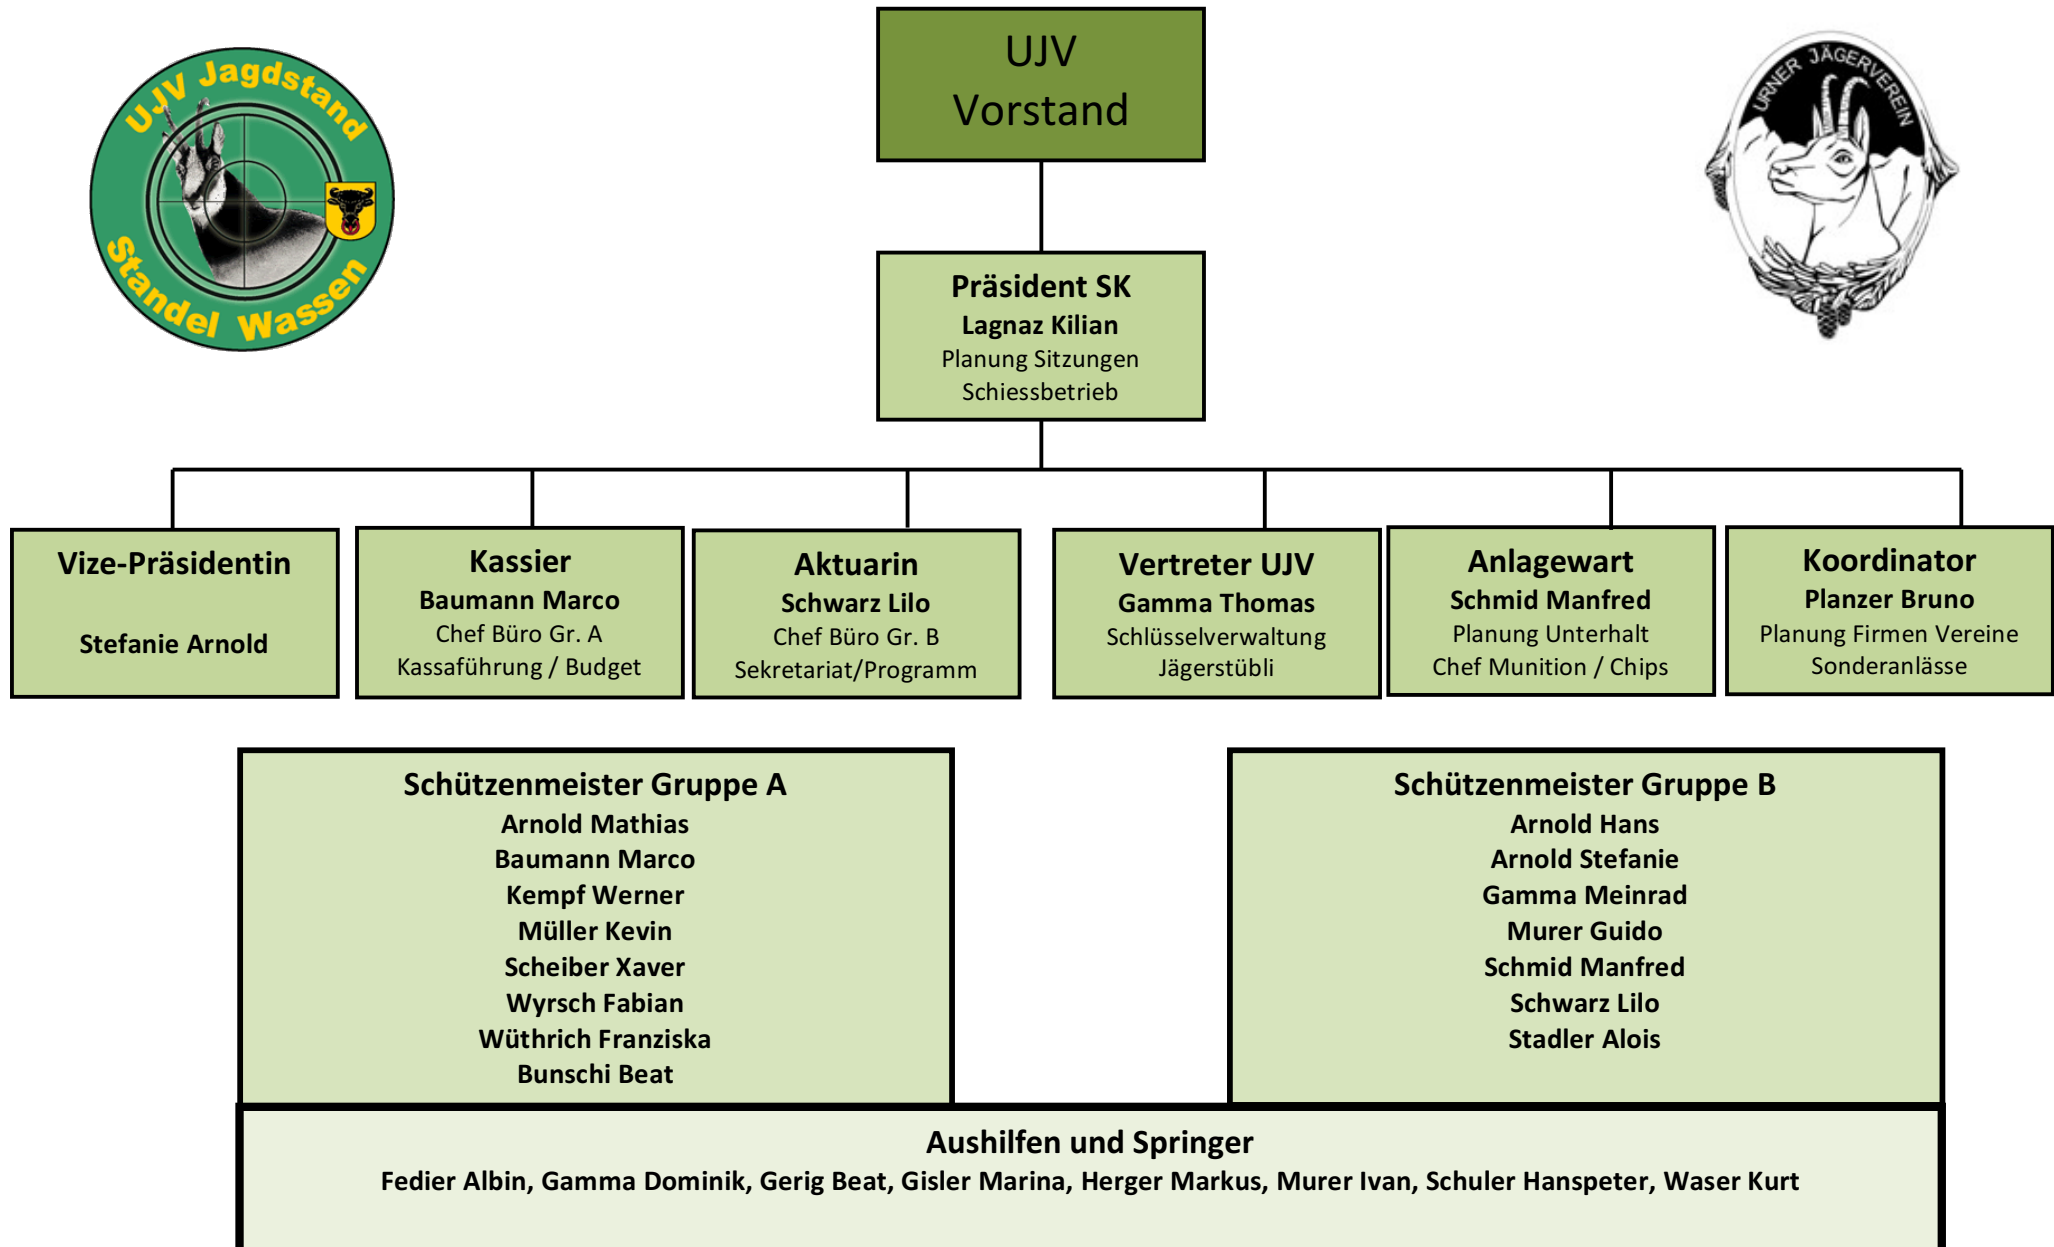 UJV Jagdstand
Standel Wassen
UJV
Vorstand
URNER JÄGERVEREIN
Präsident SK
Lagnaz Kilian
Planung Sitzungen
Schiessbetrieb
Vize-Präsidentin
Stefanie Arnold
Kassier
Baumann Marco
Chef Büro Gr. A
Kassaführung / Budget
Aktuarin
Schwarz Lilo
Chef Büro Gr. B
Sekretariat/Programm
Vertreter UJV
Gamma Thomas
Schlüsselverwaltung
Jägerstübli
Anlagewart
Schmid Manfred
Planung Unterhalt
Chef Munition / Chips
Koordinator
Planzer Bruno
Planung Firmen Vereine
Sonderanlässe
Schützenmeister Gruppe A
Arnold Mathias
Baumann Marco
Kempf Werner
Müller Kevin
Scheiber Xaver
Wyrsch Fabian
Wüthrich Franziska
Bunschi Beat
Schützenmeister Gruppe B
Arnold Hans
Arnold Stefanie
Gamma Meinrad
Murer Guido
Schmid Manfred
Schwarz Lilo
Stadler Alois
Aushilfen und Springer
Fedier Albin, Gamma Dominik, Gerig Beat, Gisler Marina, Herger Markus, Murer Ivan, Schuler Hanspeter, Waser Kurt